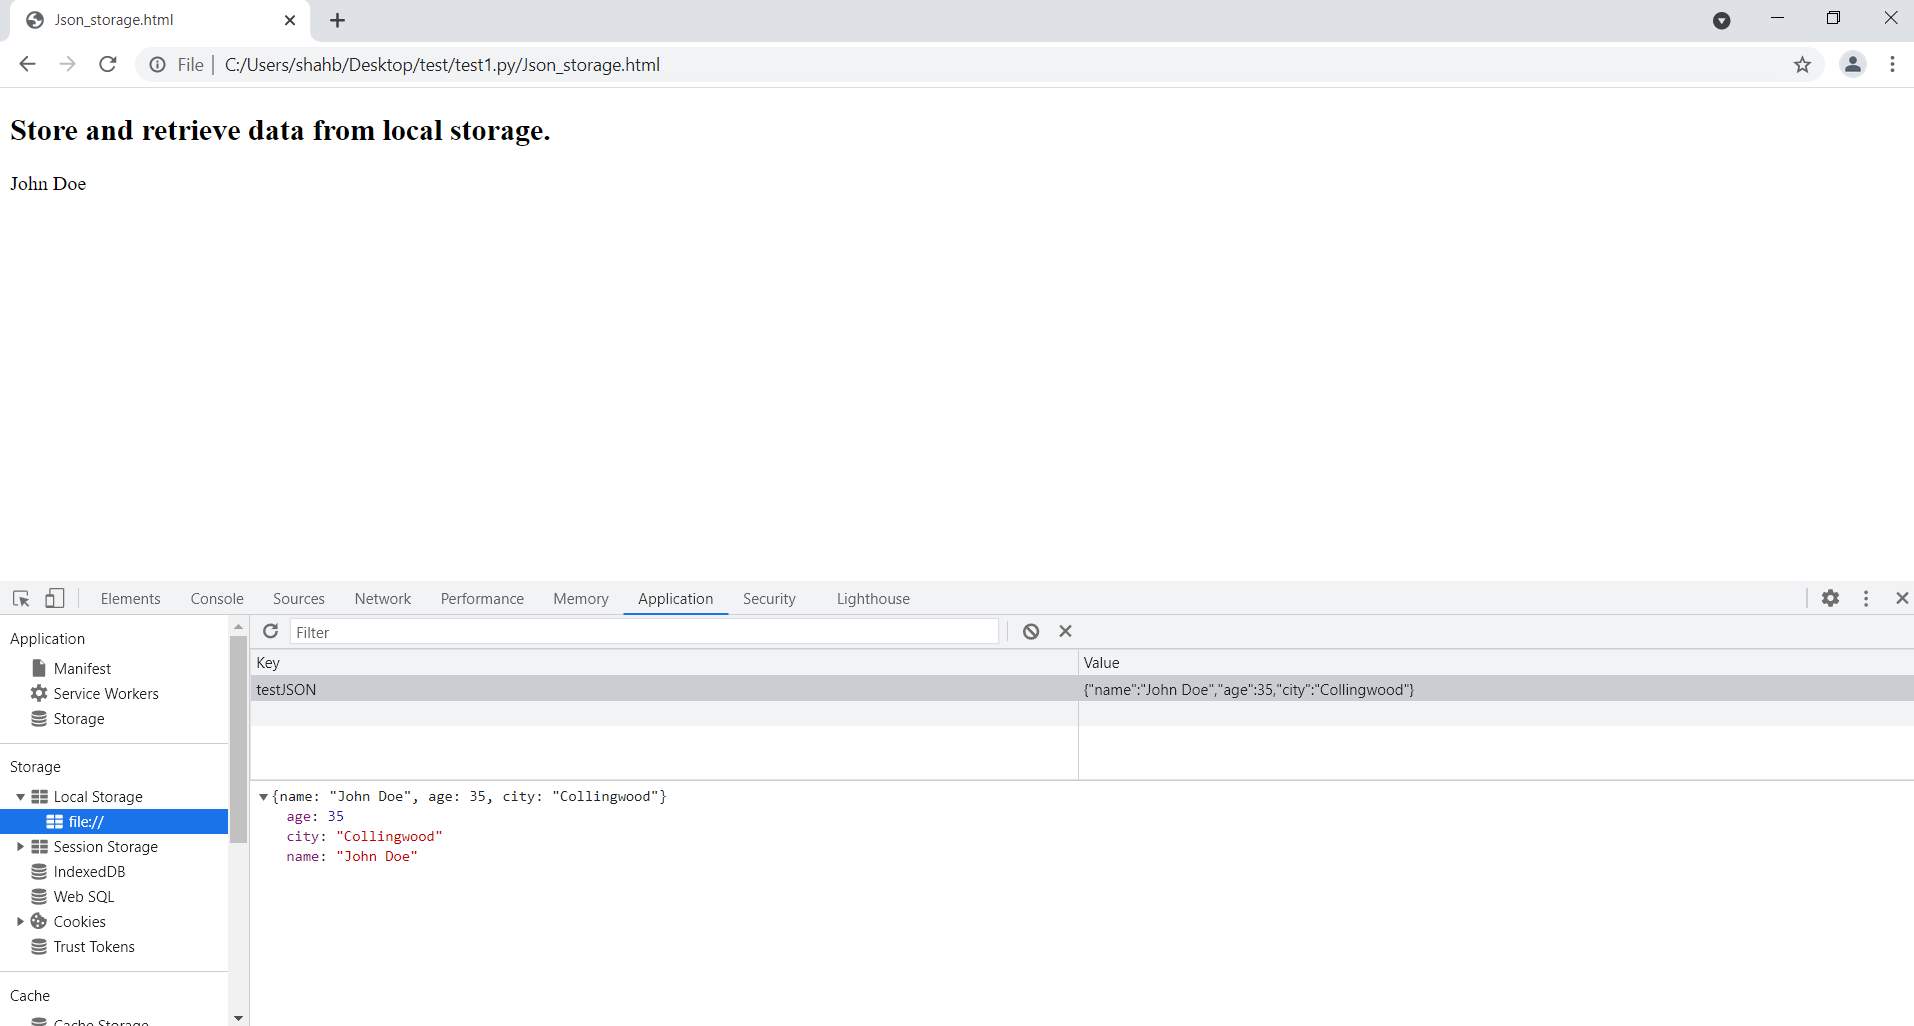 Json_storage.html
File | C:/Users/shahb/Desktop/test/test1.py/Json_storage.html
Store and retrieve data from local storage.
John Doe
Elements Console Sources Network Performance Memory Application Security Lighthouse
Application
Manifest
Service Workers
Storage
Storage
Local Storage
file://
Session Storage
IndexedDB
Web SQL
Cookies
Trust Tokens
Cache
Cache Storage
Filter
Key Value
testJSON {"name":"John Doe","age":35,"city":"Collingwood"}
{name: "John Doe", age: 35, city: "Collingwood"}
age: 35
city: "Collingwood"
name: "John Doe"